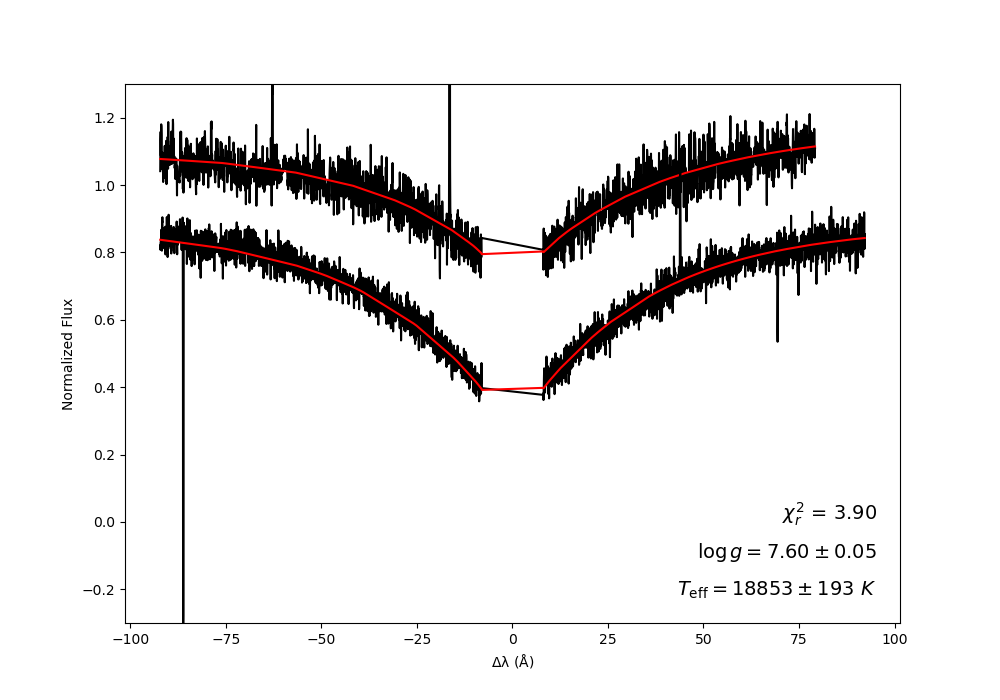 1.2
1.0
0.8
0.6
0.4
0.2
0.0
−0.2
Normalized Flux
χ²ᵣ = 3.90
log g = 7.60 ± 0.05
T_eff = 18853 ± 193 K
−100 −75 −50 −25 0 25 50 75 100
Δλ (Å)